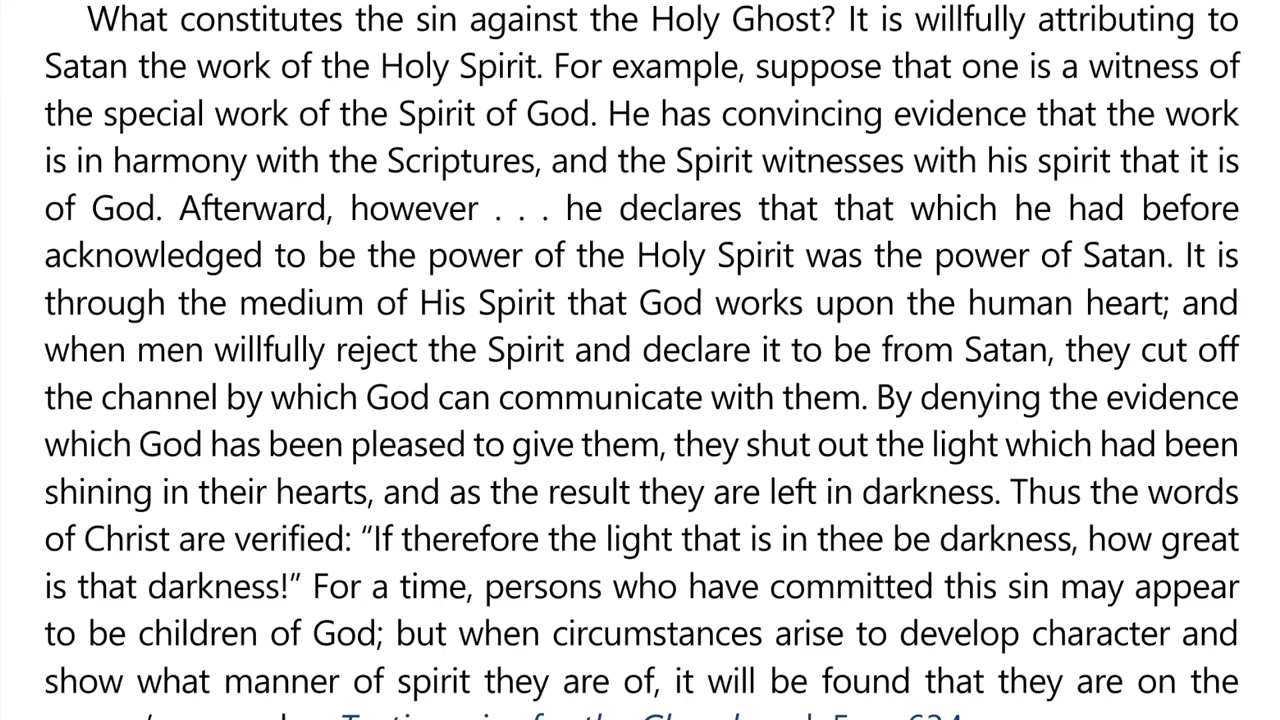 What constitutes the sin against the Holy Ghost? It is willfully attributing to
Satan the work of the Holy Spirit. For example, suppose that one is a witness of
the special work of the Spirit of God. He has convincing evidence that the work
is in harmony with the Scriptures, and the Spirit witnesses with his spirit that it is
of God. Afterward, however . . . he declares that that which he had before
acknowledged to be the power of the Holy Spirit was the power of Satan. It is
through the medium of His Spirit that God works upon the human heart; and
when men willfully reject the Spirit and declare it to be from Satan, they cut off
the channel by which God can communicate with them. By denying the evidence
which God has been pleased to give them, they shut out the light which had been
shining in their hearts, and as the result they are left in darkness. Thus the words
of Christ are verified: “If therefore the light that is in thee be darkness, how great
is that darkness!” For a time, persons who have committed this sin may appear
to be children of God; but when circumstances arise to develop character and
show what manner of spirit they are of, it will be found that they are on the